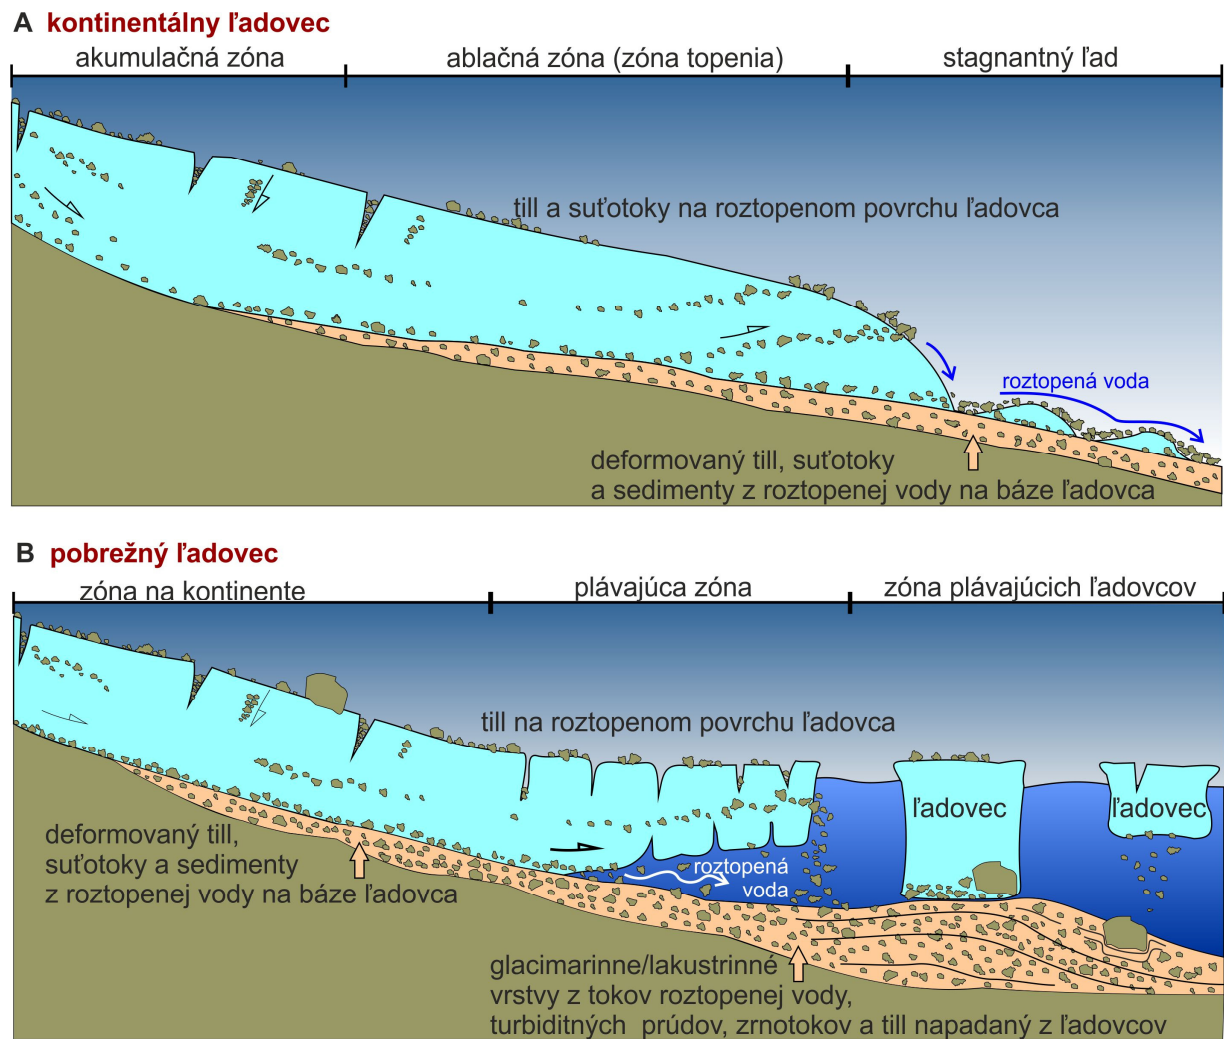 A kontinentálny ľadovec
akumulačná zóna
ablačná zóna (zóna topenia)
stagnantný ľad
till a suťotoky na roztopenom povrchu ľadovca
roztopená voda
deformovaný till, suťotoky
a sedimenty z roztopenej vody na báze ľadovca
B pobrežný ľadovec
zóna na kontinente
plávajúca zóna
zóna plávajúcich ľadovcov
till na roztopenom povrchu ľadovca
ľadovec
ľadovec
deformovaný till,
suťotoky a sedimenty
z roztopenej vody na báze ľadovca
roztopená
voda
glacimarinne/lakustrinné
vrstvy z tokov roztopenej vody,
turbiditných prúdov, zrnotokov a till napadaný z ľadovcov